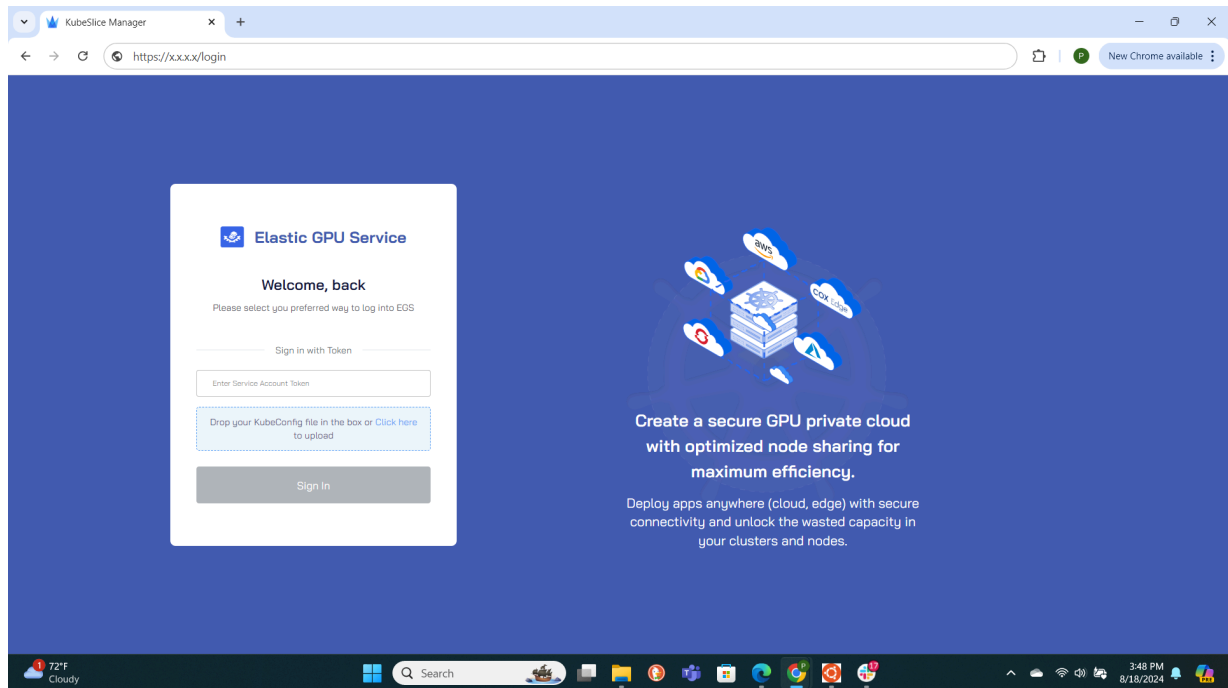 KubeSlice Manager
https://x.x.x.x/login
P
New Chrome available
Elastic GPU Service
Welcome, back
Please select you preferred way to log into EGS
Sign in with Token
Enter Service Account Token
Drop your KubeConfig file in the box or Click here
to upload
Sign In
aws
COX Edge
Create a secure GPU private cloud
with optimized node sharing for
maximum efficiency.
Deploy apps anywhere (cloud, edge) with secure
connectivity and unlock the wasted capacity in
your clusters and nodes.
1
72°F
Cloudy
Search
P
17
3:48 PM
8/18/2024
PRE